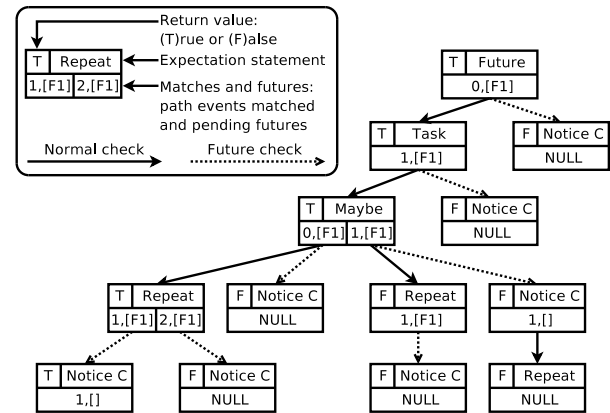 Return value:
(T)rue or (F)alse
T Repeat
Expectation statement
1,[F1] 2,[F1]
Matches and futures:
path events matched
and pending futures
Normal check
Future check
T Future
0,[F1]
T Task
1,[F1]
F Notice C
NULL
T Maybe
0,[F1] 1,[F1]
F Notice C
NULL
T Repeat
1,[F1] 2,[F1]
F Notice C
NULL
F Repeat
1,[F1]
F Notice C
1,[]
T Notice C
1,[]
F Notice C
NULL
F Notice C
NULL
F Repeat
NULL